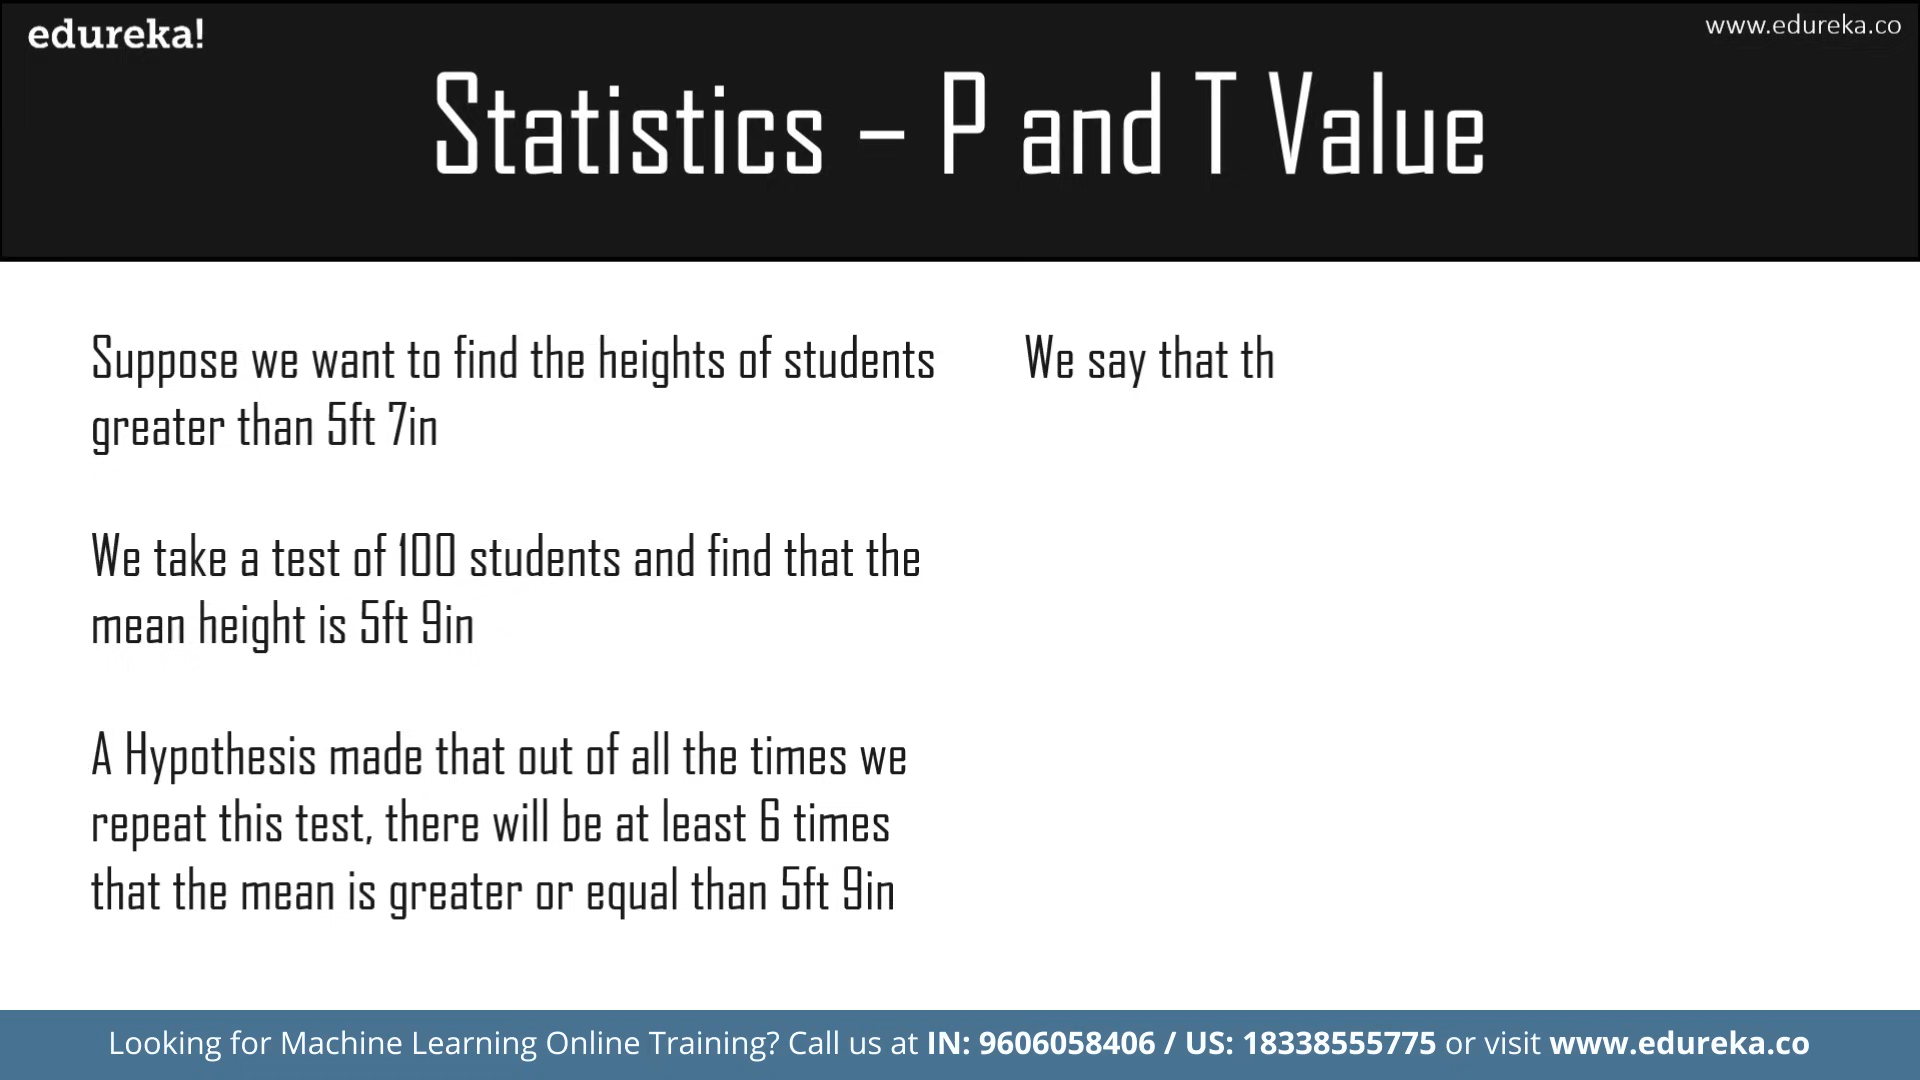 edureka!
www.edureka.co
Statistics – P and T Value
Suppose we want to find the heights of students
greater than 5ft 7in
We take a test of 100 students and find that the
mean height is 5ft 9in
A Hypothesis made that out of all the times we
repeat this test, there will be at least 6 times
that the mean is greater or equal than 5ft 9in
We say that th
Looking for Machine Learning Online Training? Call us at IN: 9606058406 / US: 18338555775 or visit www.edureka.co